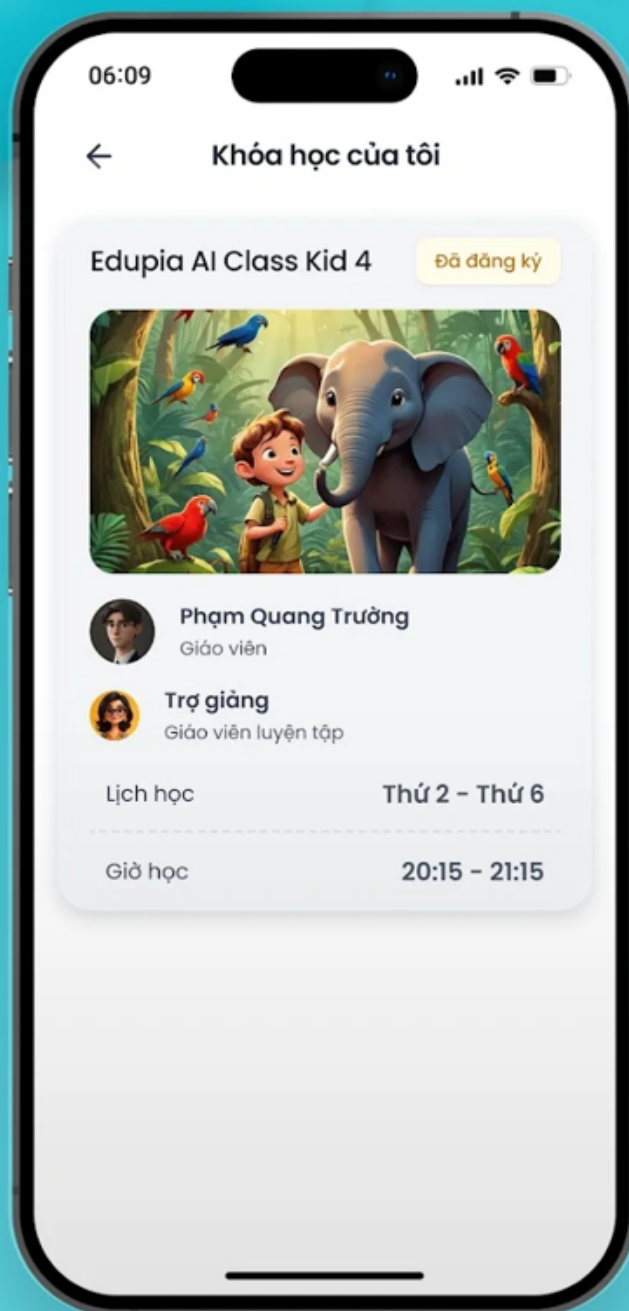 06:09
Khóa học của tôi
Edupia AI Class Kid 4
Đã đăng ký
Phạm Quang Trường
Giáo viên
Trợ giảng
Giáo viên luyện tập
Lịch học
Thứ 2 - Thứ 6
Giờ học
20:15 - 21:15